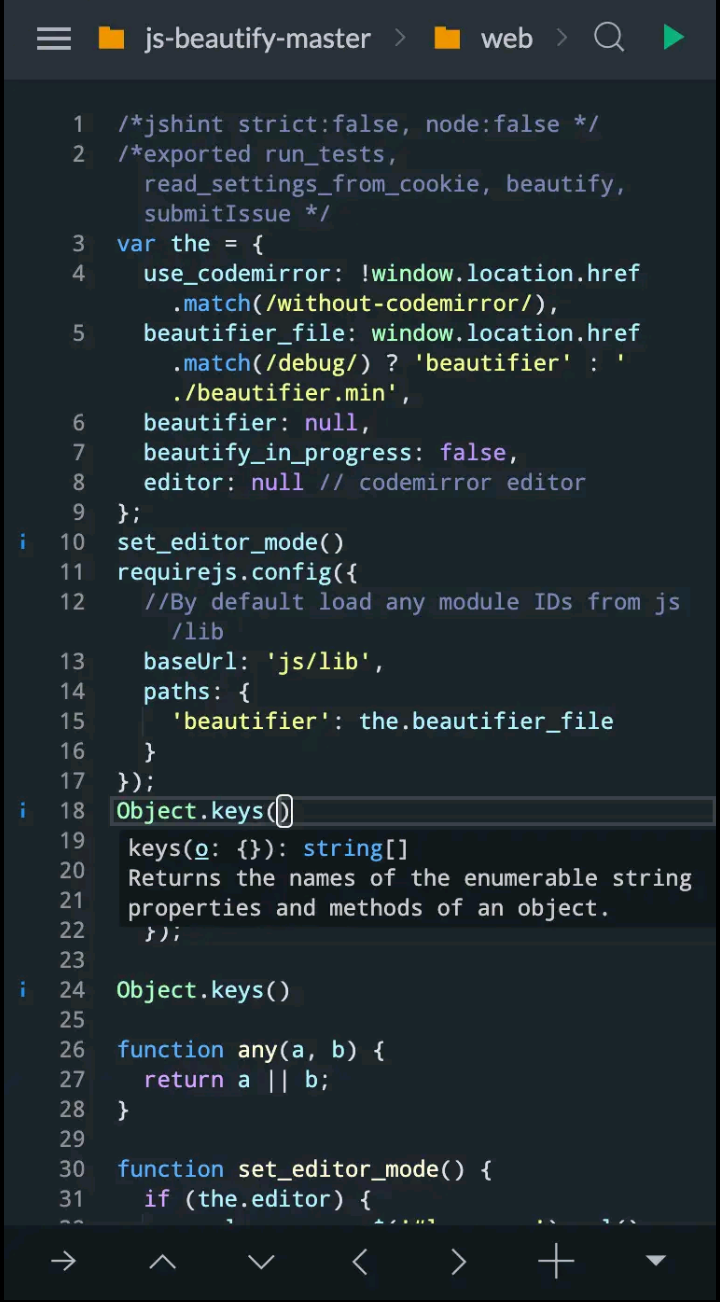 js-beautify-master > web >
1 /*jshint strict:false, node:false */
2 /*exported run_tests,
read_settings_from_cookie, beautify,
submitIssue */
3 var the = {
4 use_codemirror: !window.location.href
.match(/without-codemirror/),
5 beautifier_file: window.location.href
.match(/debug/) ? 'beautifier' : '
./beautifier.min',
6 beautifier: null,
7 beautify_in_progress: false,
8 editor: null // codemirror editor
9 };
i 10 set_editor_mode()
11 requirejs.config({
12 //By default load any module IDs from js
/lib
13 baseUrl: 'js/lib',
14 paths: {
15 'beautifier': the.beautifier_file
16 }
17 });
i 18 Object.keys()
19
keys(o: {}): string[]
20
Returns the names of the enumerable string
21
properties and methods of an object.
22 });
23
i 24 Object.keys()
25
26 function any(a, b) {
27 return a || b;
28 }
29
30 function set_editor_mode() {
31 if (the.editor) {